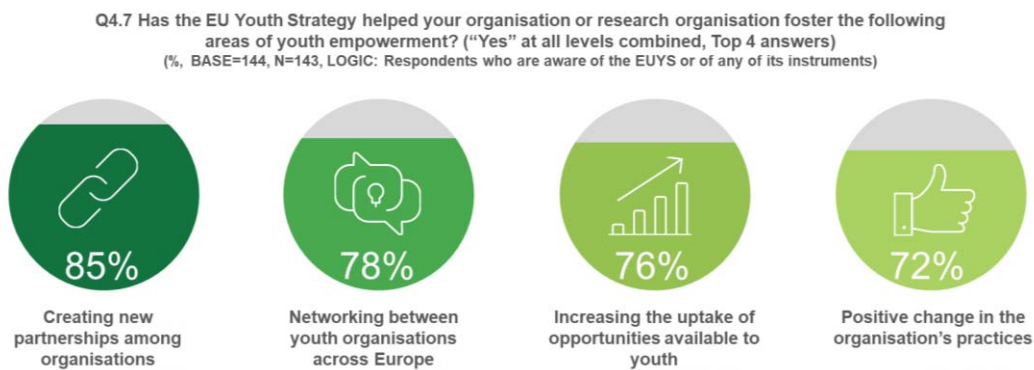 Q4.7 Has the EU Youth Strategy helped your organisation or research organisation foster the following
areas of youth empowerment? (“Yes” at all levels combined, Top 4 answers)
(%, BASE=144, N=143, LOGIC: Respondents who are aware of the EUYS or of any of its instruments)
85%
78%
76%
72%
Creating new
partnerships among
organisations
Networking between
youth organisations
across Europe
Increasing the uptake of
opportunities available to
youth
Positive change in the
organisation’s practices